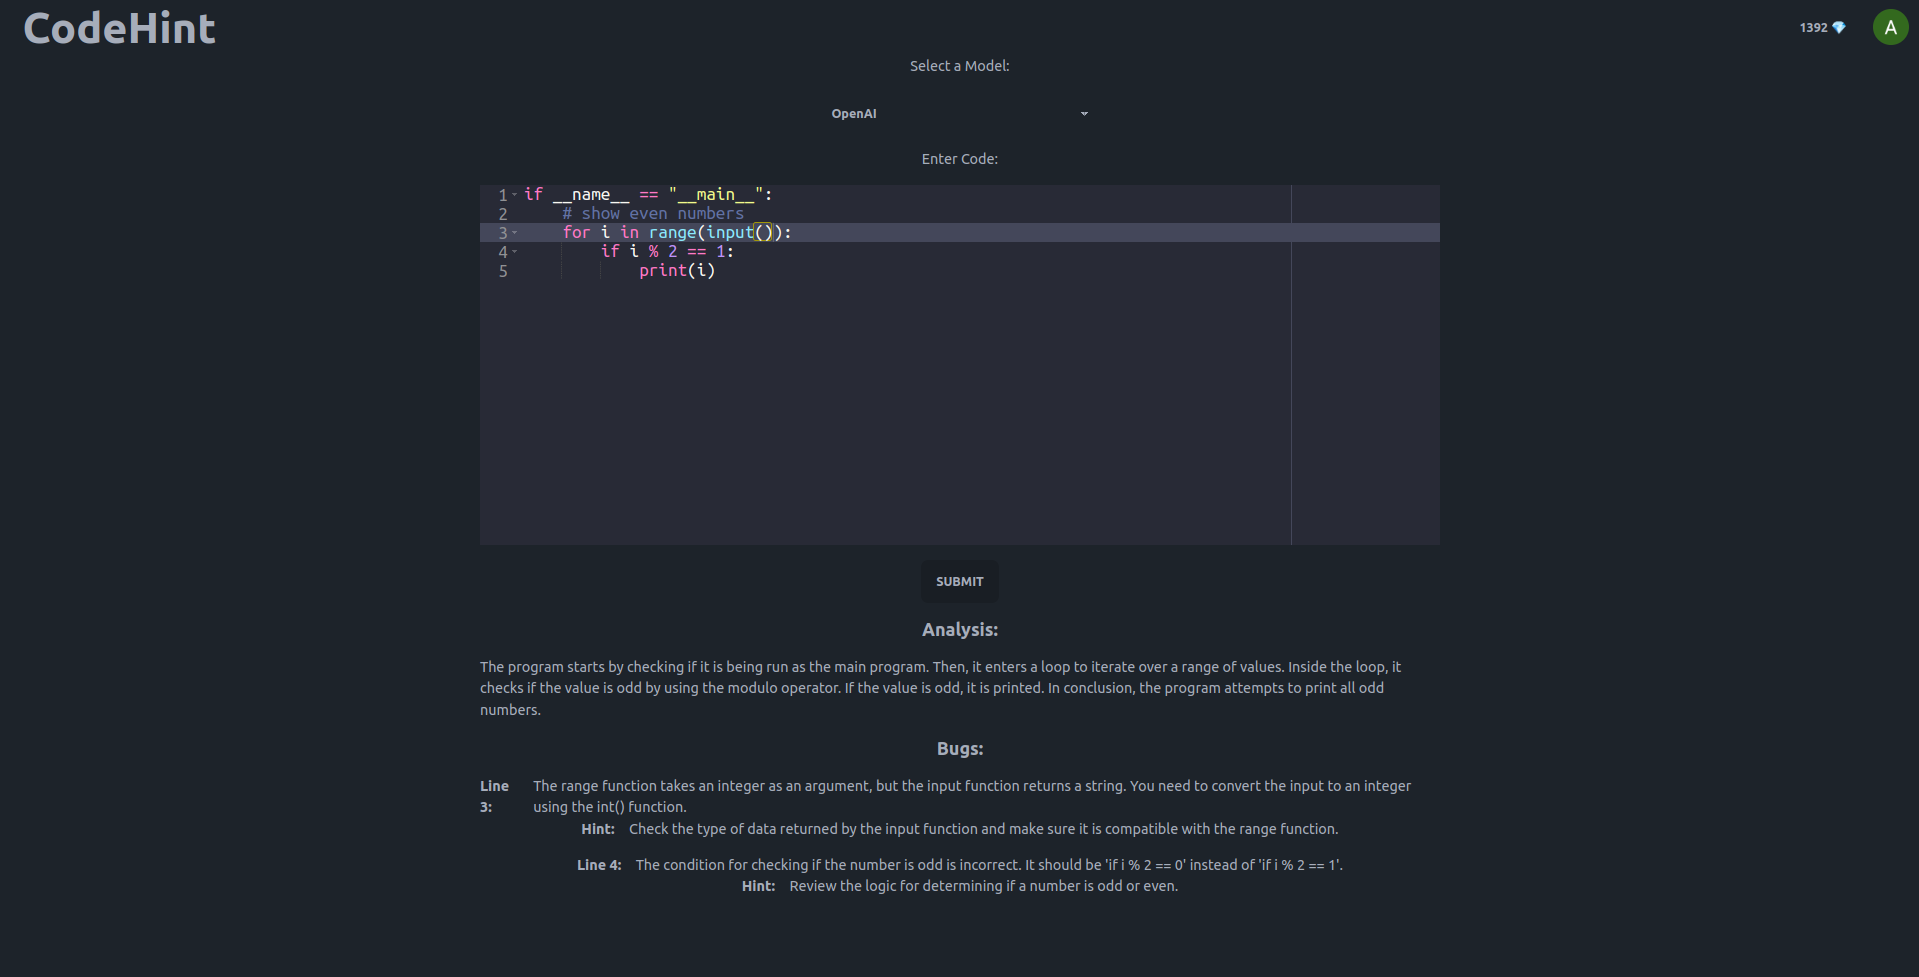 CodeHint
1392 💎
A
Select a Model:
OpenAI
Enter Code:
1 if __name__ == "__main__":
2     # show even numbers
3     for i in range(input()):
4         if i % 2 == 1:
5             print(i)
SUBMIT
Analysis:
The program starts by checking if it is being run as the main program. Then, it enters a loop to iterate over a range of values. Inside the loop, it
checks if the value is odd by using the modulo operator. If the value is odd, it is printed. In conclusion, the program attempts to print all odd
numbers.
Bugs:
Line The range function takes an integer as an argument, but the input function returns a string. You need to convert the input to an integer
3: using the int() function.
Hint: Check the type of data returned by the input function and make sure it is compatible with the range function.
Line 4: The condition for checking if the number is odd is incorrect. It should be 'if i % 2 == 0' instead of 'if i % 2 == 1'.
Hint: Review the logic for determining if a number is odd or even.